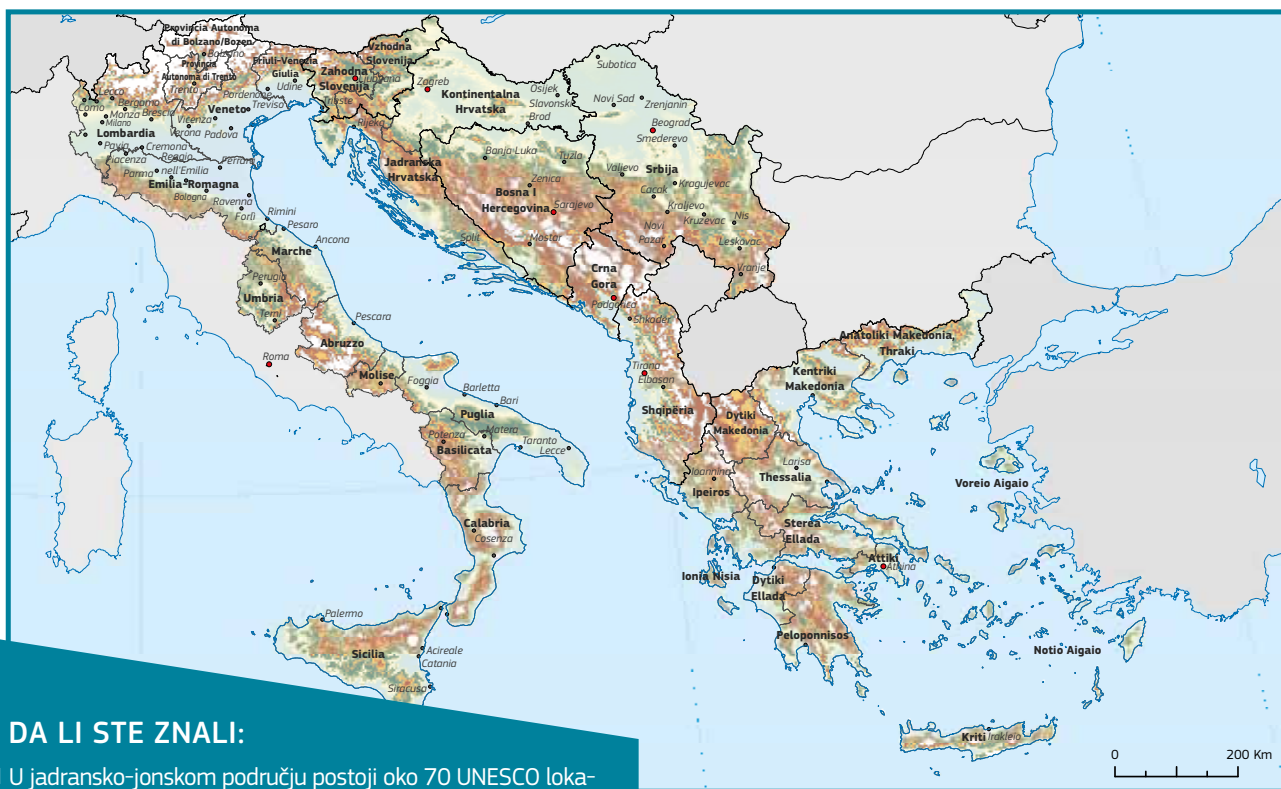 Provincia Autonoma
di Bolzano/Bozen
Bolzano
Provincia
Autonoma di Trento
Trento
Friuli-Venezia
Giulia
Udine
Pordenone
Treviso
Trieste
Vzhodna
Slovenija
Zahodna
Slovenija
Ljubljana
Zagreb
Kontinentalna
Hrvatska
Osijek
Slavonski
Brod
Rijeka
Jadranska
Hrvatska
Split
Subotica
Novi Sad
Zrenjanin
Beograd
Smederevo
Valjevo
Srbija
Kragujevac
Cacak
Kraljevo
Kruzevac
Nis
Novi
Pazar
Leskovac
Vranje
Banja Luka
Tuzla
Zenica
Bosna I
Hercegovina
Sarajevo
Mostar
Crna
Gora
Podgorica
Shkoder
Tirana
Elbasan
Shqipëria
Lecco
Como
Bergamo
Monza
Brescia
Milano
Lombardia
Pavia
Cremona
Piacenza
Veneto
Vitenza
Verona
Padova
Reggio
nell'Emilia
Parma
Ferrara
Emilia-Romagna
Bologna
Ravenna
Forlì
Rimini
Pesaro
Ancona
Marche
Perugia
Umbria
Terni
Pescara
Abruzzo
Roma
Molise
Foggia
Barletta
Bari
Puglia
Matera
Potenza
Basilicata
Taranto
Lecce
Calabria
Cosenza
Palermo
Sicilia
Acireale
Catania
Siracusa
Anatoliki Makedonia
Thraki
Kentriki
Makedonia
Dytiki
Makedonia
Larisa
Thessalia
Ioannina
Ipeiros
Sterea
Ellada
Attiki
Athina
Ionia Nisia
Dytiki
Ellada
Peloponnisos
Voreio Aigaio
Notio Aigaio
Kriti
Irakleio
0 200 Km
DA LI STE ZNALI:
U jadransko-jonskom području postoji oko 70 UNESCO loka-